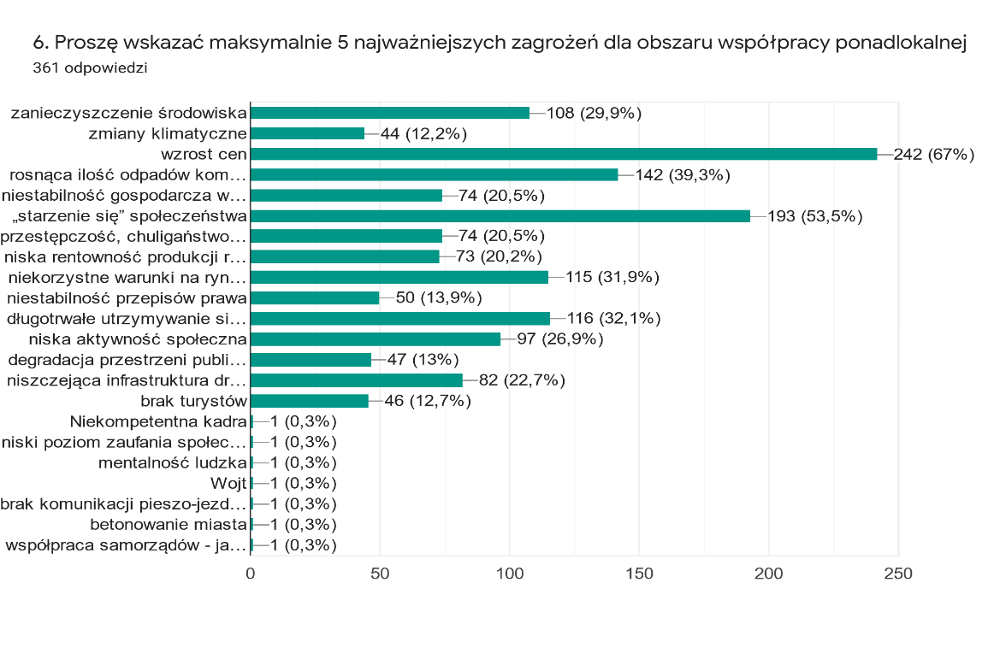 6. Proszę wskazać maksymalnie 5 najważniejszych zagrożeń dla obszaru współpracy ponadlokalnej
361 odpowiedzi
zanieczyszczenie środowiska 108 (29,9%)
zmiany klimatyczne 44 (12,2%)
wzrost cen 242 (67%)
rosnąca ilość odpadów kom… 142 (39,3%)
niestabilność gospodarcza w… 74 (20,5%)
„starzenie się” społeczeństwa 193 (53,5%)
przestępczość, chuligaństwo… 74 (20,5%)
niska rentowność produkcji r… 73 (20,2%)
niekorzystne warunki na ryn… 115 (31,9%)
niestabilność przepisów prawa 50 (13,9%)
długotrwałe utrzymywanie si… 116 (32,1%)
niska aktywność społeczna 97 (26,9%)
degradacja przestrzeni publi… 47 (13%)
niszczejąca infrastruktura dr… 82 (22,7%)
brak turystów 46 (12,7%)
Niekompetentna kadra 1 (0,3%)
niski poziom zaufania społec… 1 (0,3%)
mentalność ludzka 1 (0,3%)
Wojt 1 (0,3%)
brak komunikacji pieszo-jezd… 1 (0,3%)
betonowanie miasta 1 (0,3%)
współpraca samorządów - ja… 1 (0,3%)
0 50 100 150 200 250